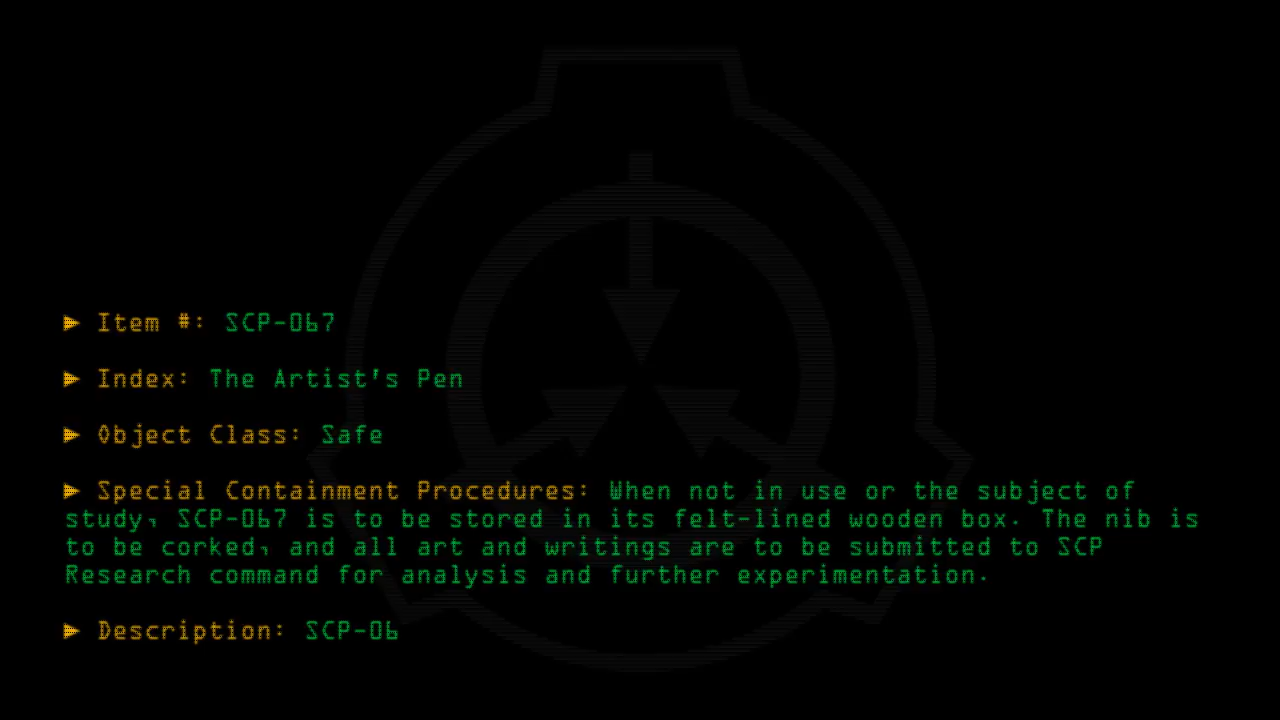 ► Item #: SCP-067
► Index: The Artist's Pen
► Object Class: Safe
► Special Containment Procedures: When not in use or the subject of
study, SCP-067 is to be stored in its felt-lined wooden box. The nib is
to be corked, and all art and writings are to be submitted to SCP
Research command for analysis and further experimentation.
► Description: SCP-06